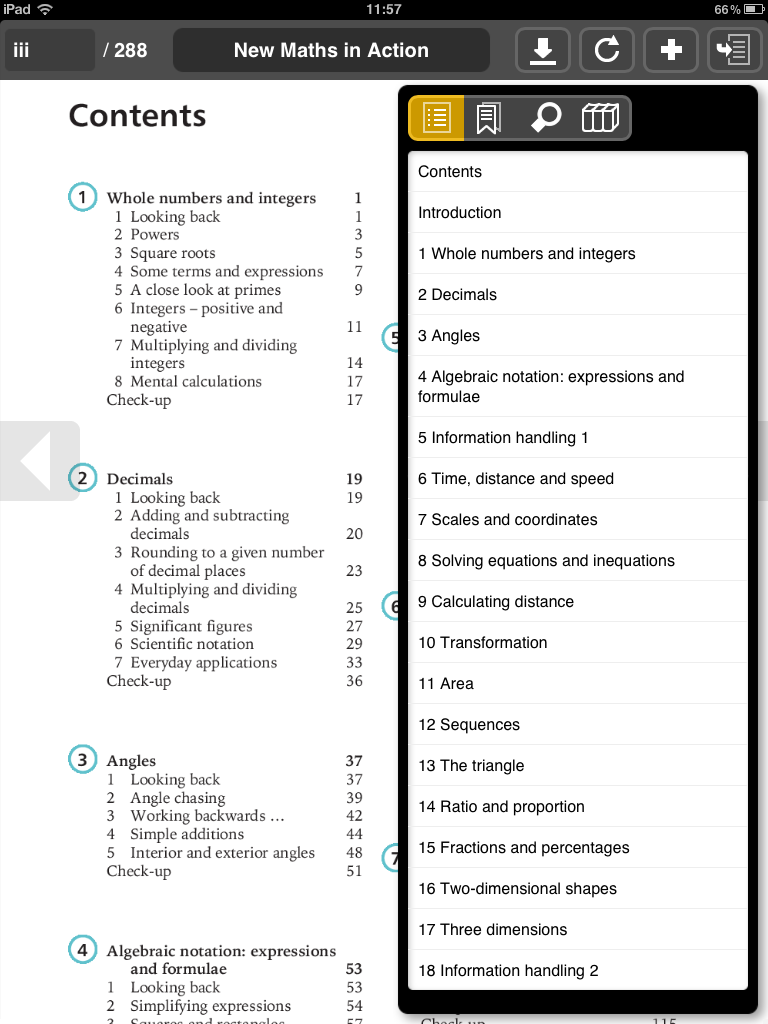 iPad 11:57 66%
iii / 288 New Maths in Action
Contents
1 Whole numbers and integers 1
1 Looking back 1
2 Powers 3
3 Square roots 5
4 Some terms and expressions 7
5 A close look at primes 9
6 Integers – positive and
negative 11
7 Multiplying and dividing
integers 14
8 Mental calculations 17
Check-up 17
2 Decimals 19
1 Looking back 19
2 Adding and subtracting
decimals 20
3 Rounding to a given number
of decimal places 23
4 Multiplying and dividing
decimals 25
5 Significant figures 27
6 Scientific notation 29
7 Everyday applications 33
Check-up 36
3 Angles 37
1 Looking back 37
2 Angle chasing 39
3 Working backwards … 42
4 Simple additions 44
5 Interior and exterior angles 48
Check-up 51
4 Algebraic notation: expressions
and formulae 53
1 Looking back 53
2 Simplifying expressions 54
3 Squares and rectangles 57
5
6
7
Check-up 115
Contents
Introduction
1 Whole numbers and integers
2 Decimals
3 Angles
4 Algebraic notation: expressions and
formulae
5 Information handling 1
6 Time, distance and speed
7 Scales and coordinates
8 Solving equations and inequations
9 Calculating distance
10 Transformation
11 Area
12 Sequences
13 The triangle
14 Ratio and proportion
15 Fractions and percentages
16 Two-dimensional shapes
17 Three dimensions
18 Information handling 2